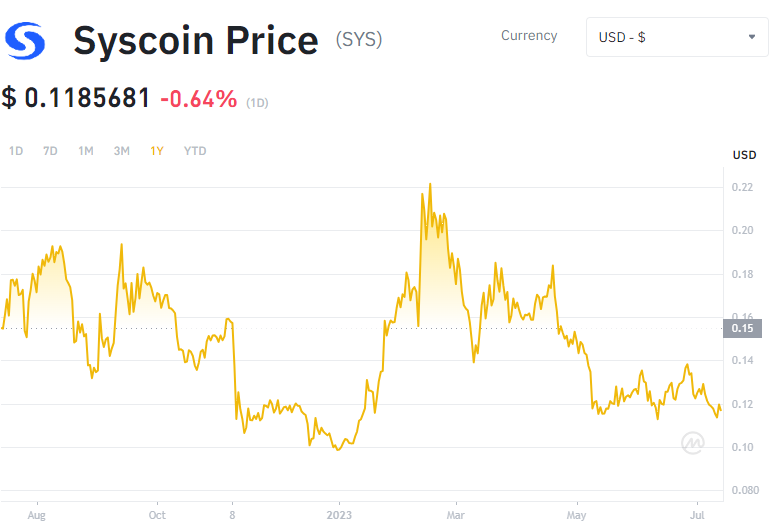 Syscoin Price (SYS)
Currency
USD - $
$ 0.1185681 -0.64% (1D)
1D 7D 1M 3M 1Y YTD
USD
0.22
0.20
0.18
0.16
0.15
0.14
0.12
0.10
0.080
Aug Oct 8 2023 Mar May Jul